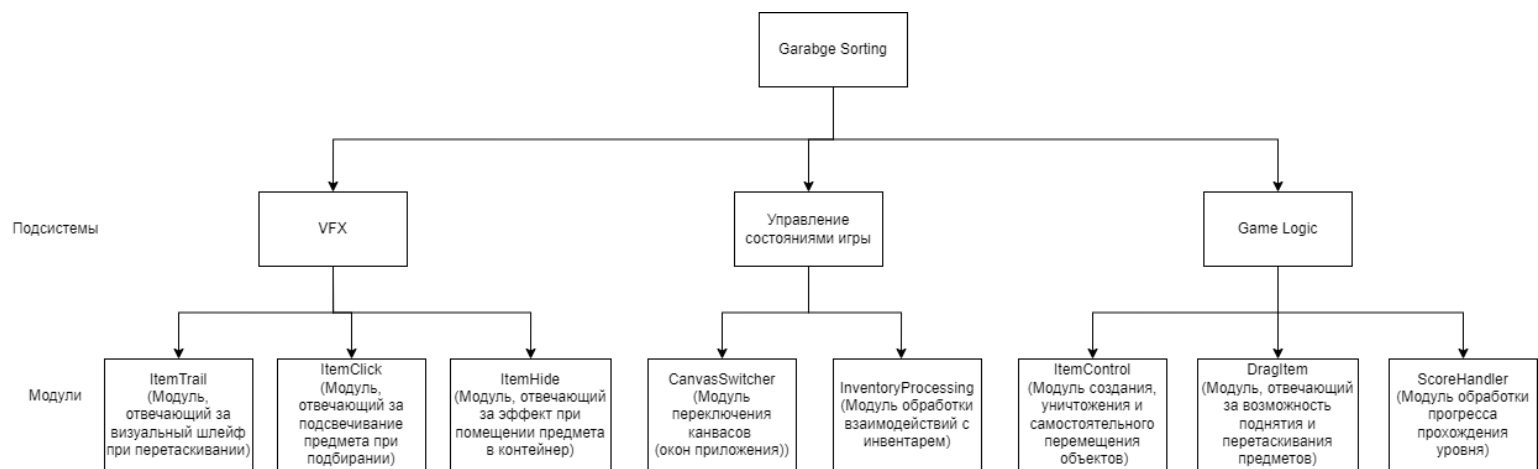 Garabge Sorting
Подсистемы
VFX
Управление
состояниями игры
Game Logic
Модули
ItemTrail
(Модуль,
отвечающий за
визуальный шлейф
при перетаскивании)
ItemClick
(Модуль,
отвечающий за
подсвечивание
предмета при
подбирании)
ItemHide
(Модуль, отвечающий
за эффект при
помещении предмета
в контейнер)
CanvasSwitcher
(Модуль
переключения
канвасов
(окон приложения))
InventoryProcessing
(Модуль обработки
взаимодействий с
инвентарем)
ItemControl
(Модуль создания,
уничтожения и
самостоятельного
перемещения
объектов)
DragItem
(Модуль, отвечающий
за возможность
поднятия и
перетаскивания
предметов)
ScoreHandler
(Модуль обработки
прогресса
прохождения
уровня)